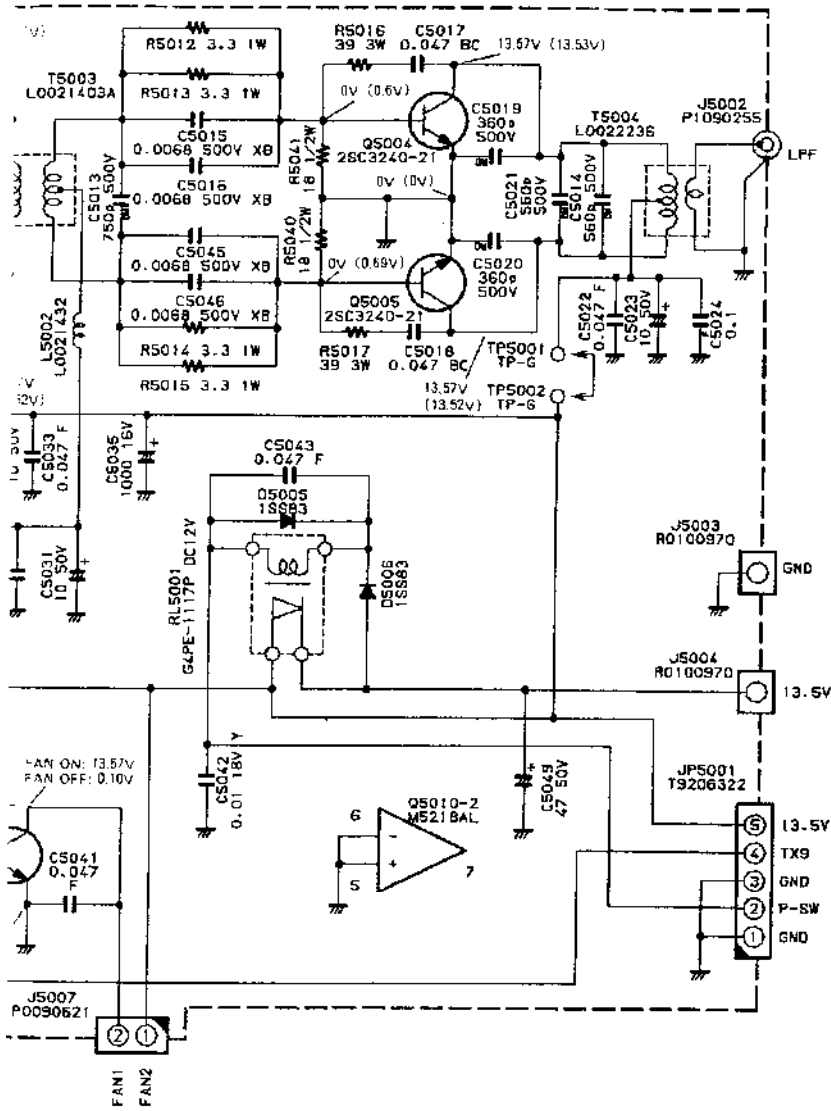 V)
R5012 3.3 1W
R5016
39 3W
C5017
0.047 BC
13.57V (13.53V)
T5003
L0021403A
R5013 3.3 1W
0V (0.6V)
C5019
360p
500V
T5004
L0022236
J5002
P1090255
C5015
0.0068 500V XB
R5041
18 1/2W
Q5004
2SC3240-21
LPF
C5013
750p 500V
C5016
0.0068 500V XB
0V (0V)
C5021
560p
500V
C5014
560p 500V
C5045
0.0068 500V XB
R5040
18 1/2W
0V (0.69V)
C5020
360p
500V
C5046
0.0068 500V XB
L5002
L0021432
Q5005
2SC3240-21
C5022
0.047 F
C5023
10 50V
C5024
0.1
R5014 3.3 1W
R5017
39 3W
C5018
0.047 BC
TP5001
TP-G
R5015 3.3 1W
13.57V
(13.52V)
TP5002
TP-G
10 50V
C5033
0.047 F
C5035
1000 16V
C5043
0.047 F
D5005
1SS83
J5003
R0100970
GND
C5031
10 50V
RL5001
G4PE-1117P DC12V
D5006
1SS83
J5004
R0100970
13.5V
FAN ON: 13.57V
FAN OFF: 0.10V
C5042
0.01 16V Y
C5049
47 50V
JP5001
T9206322
Q5010-2
M5218AL
6
-
+
5
7
5 13.5V
4 TX9
3 GND
2 P-SW
1 GND
C5041
0.047
F
J5007
P0090621
2 1
FAN1
FAN2